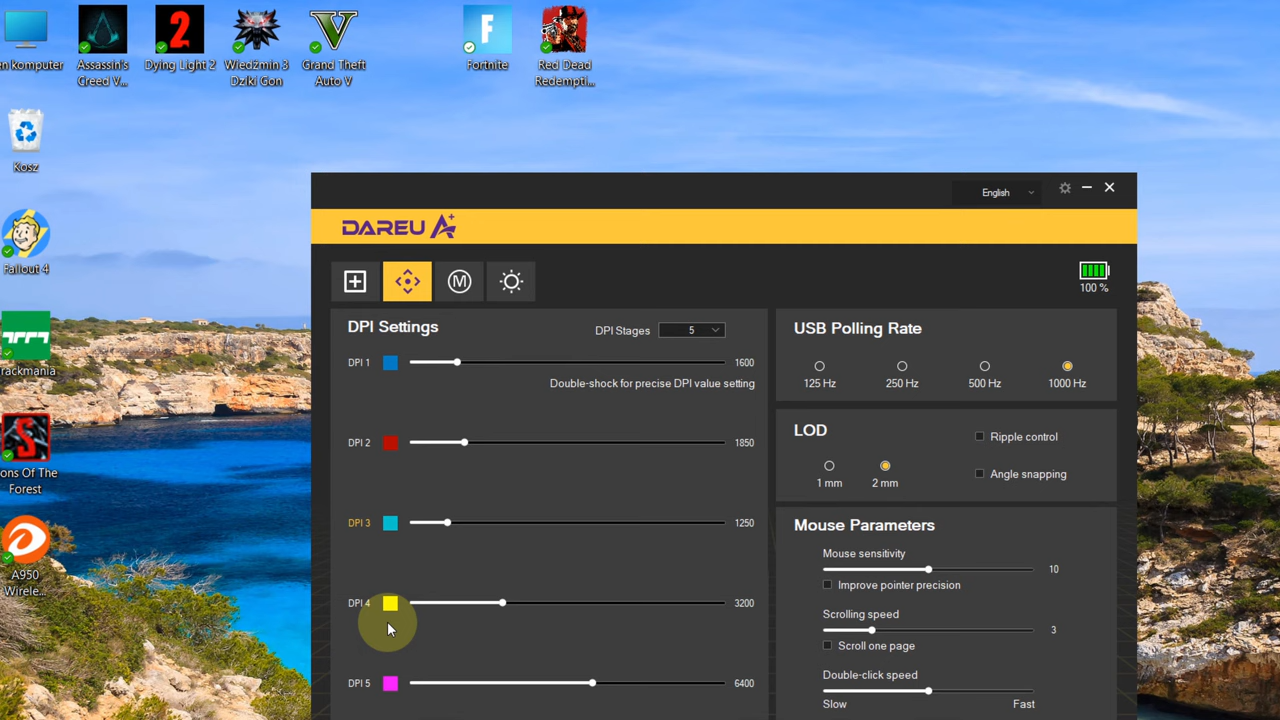 en komputer
Assassin's
Creed V...
Dying Light 2
Wiedźmin 3
Dziki Gon
Grand Theft
Auto V
Fortnite
Red Dead
Redempti...
Kosz
Fallout 4
rackmania
ons Of The
Forest
A950
Wirele...
English
DAREU A+
M
100 %
DPI Settings
DPI Stages 5
DPI 1 1600
Double-shock for precise DPI value setting
DPI 2 1850
DPI 3 1250
DPI 4 3200
DPI 5 6400
USB Polling Rate
125 Hz 250 Hz 500 Hz 1000 Hz
LOD
Ripple control
1 mm 2 mm
Angle snapping
Mouse Parameters
Mouse sensitivity
10
Improve pointer precision
Scrolling speed
3
Scroll one page
Double-click speed
Slow Fast